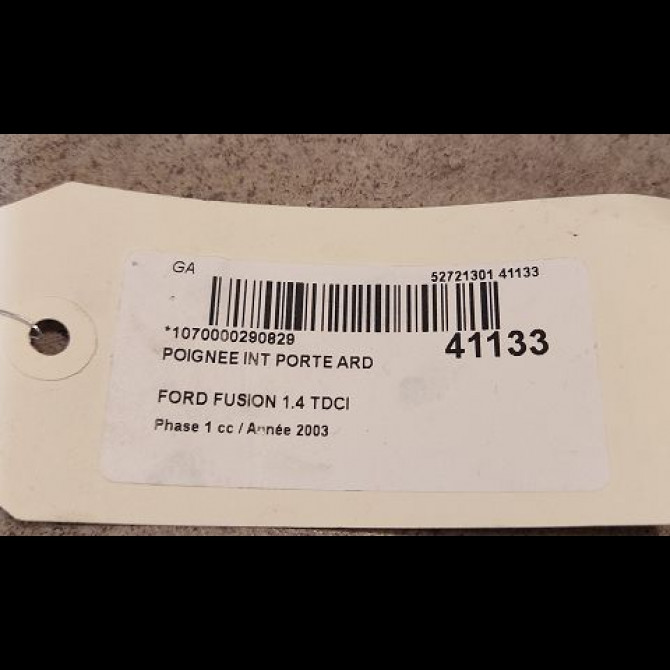 GA
52721301 41133
*1070000290829
41133
POIGNEE INT PORTE ARD
FORD FUSION 1.4 TDCI
Phase 1 cc / Année 2003